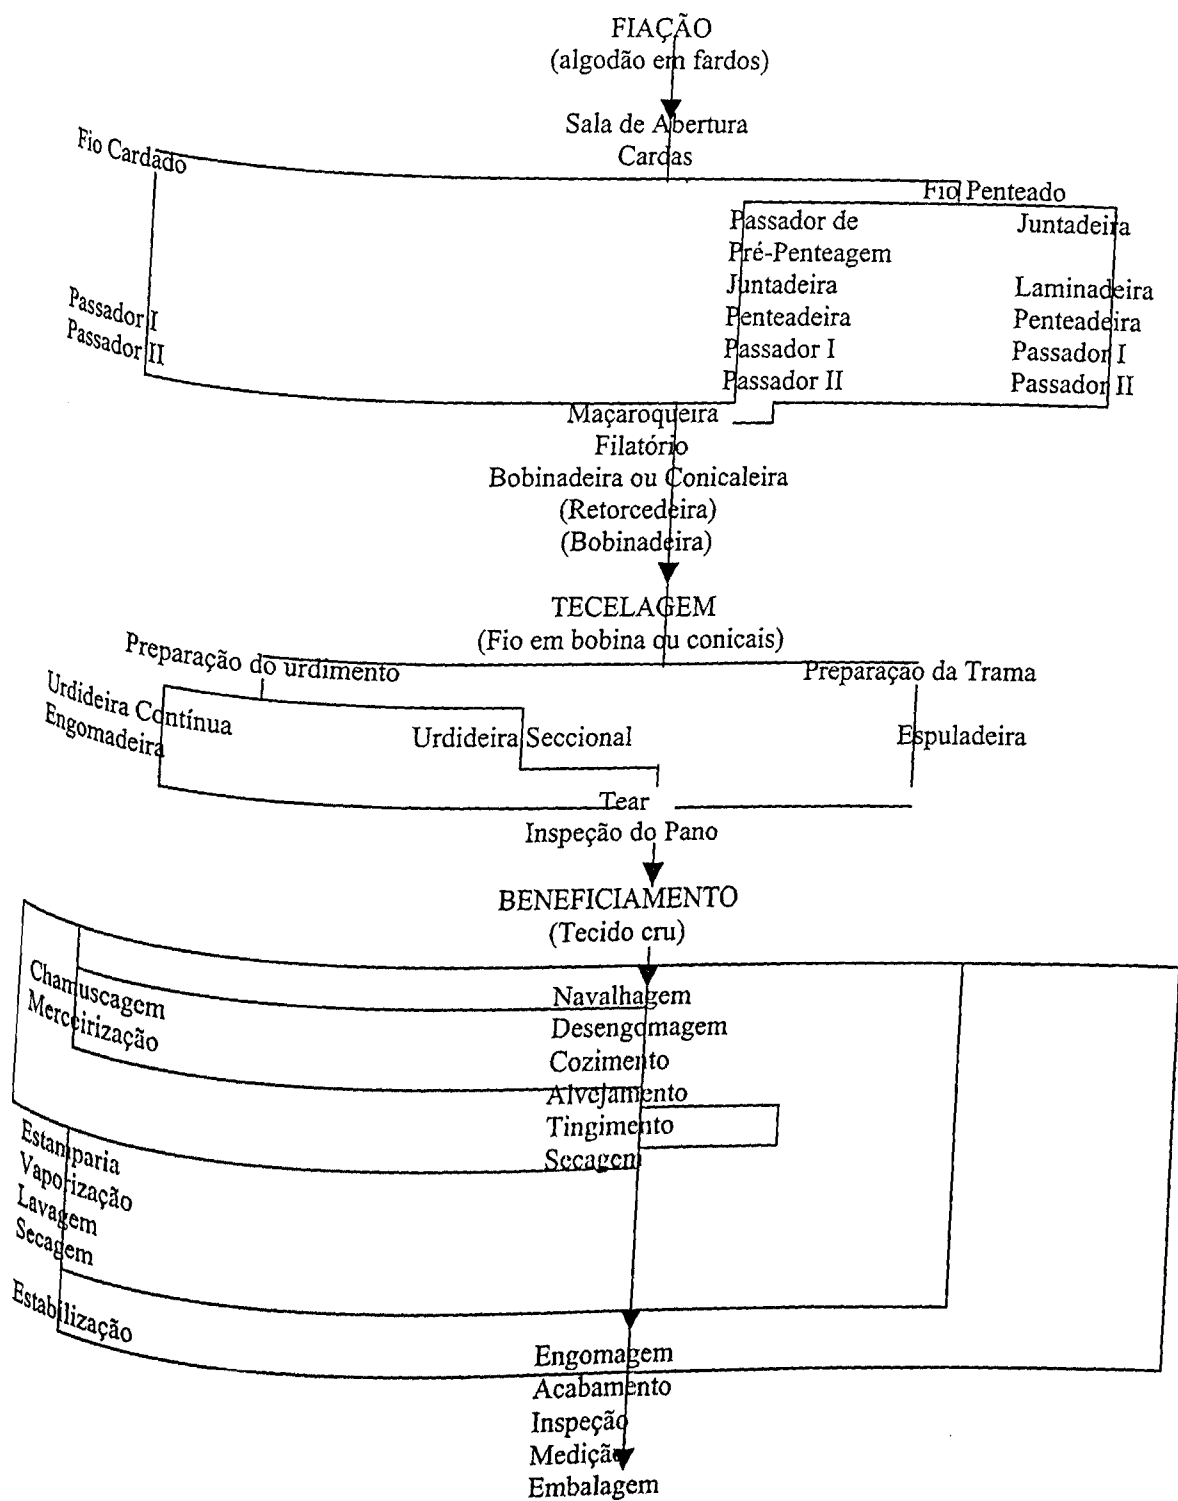 FIAÇÃO
(algodão em fardos)
Sala de Abertura
Cardas
Fio Cardado
Fio Penteado
Passador de
Pré-Penteagem
Juntadeira
Penteadeira
Passador I
Passador II
Juntadeira
Laminadeira
Penteadeira
Passador I
Passador II
Passador I
Passador II
Maçaroqueira
Filatório
Bobinadeira ou Conicaleira
(Retorcedeira)
(Bobinadeira)
TECELAGEM
(Fio em bobina ou conicais)
Preparação do urdimento
Preparação da Trama
Urdideira Contínua
Engomadeira
Urdideira Seccional
Espuladeira
Tear
Inspeção do Pano
BENEFICIAMENTO
(Tecido cru)
Chamuscagem
Merceirização
Navalhagem
Desengomagem
Cozimento
Alvejamento
Tingimento
Secagem
Estamparia
Vaporização
Lavagem
Secagem
Estabilização
Engomagem
Acabamento
Inspeção
Medição
Embalagem